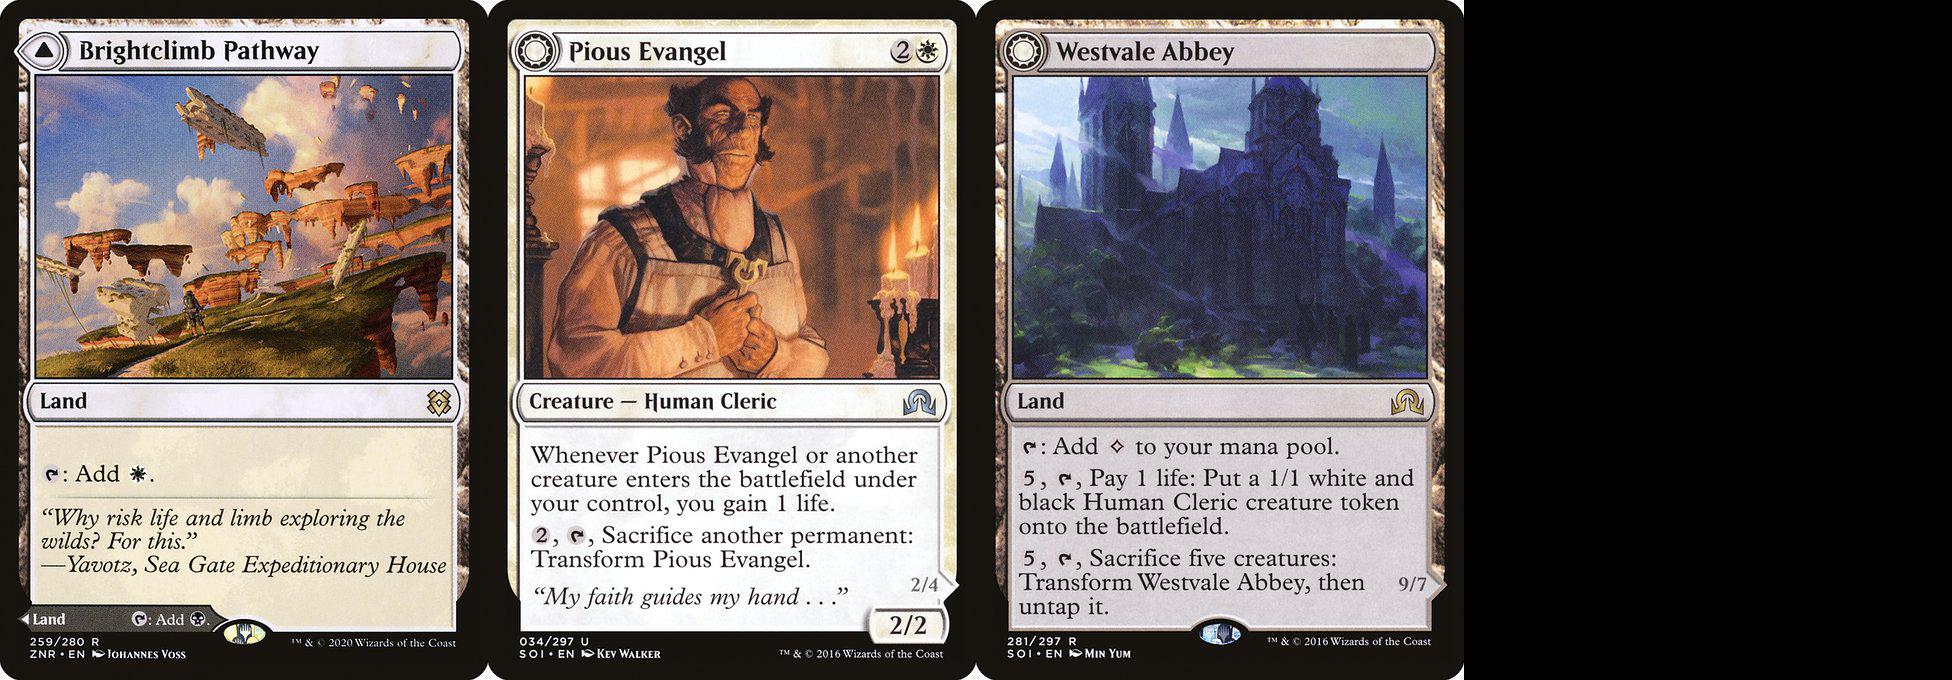 Brightclimb Pathway
Land
: Add .
“Why risk life and limb exploring the
wilds? For this.”
—Yavotz, Sea Gate Expeditionary House
Land : Add .
259/280 R
ZNR • EN Johannes Voss
™ & © 2020 Wizards of the Coast
Pious Evangel 2
Creature — Human Cleric
Whenever Pious Evangel or another
creature enters the battlefield under
your control, you gain 1 life.
2, , Sacrifice another permanent:
Transform Pious Evangel.
“My faith guides my hand . . .”
2/4
2/2
034/297 U
SOI • EN Kev Walker
™ & © 2016 Wizards of the Coast
Westvale Abbey
Land
: Add to your mana pool.
5, , Pay 1 life: Put a 1/1 white and
black Human Cleric creature token
onto the battlefield.
5, , Sacrifice five creatures:
Transform Westvale Abbey, then
untap it.
9/7
281/297 R
SOI • EN Min Yum
™ & © 2016 Wizards of the Coast